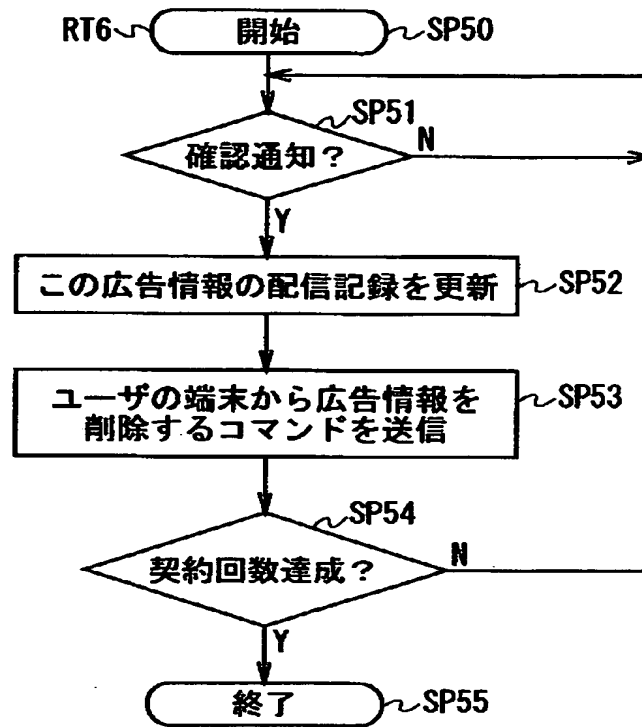 RT6 開始 SP50
SP51
確認通知？ N
Y
この広告情報の配信記録を更新 SP52
ユーザの端末から広告情報を SP53
削除するコマンドを送信
SP54
契約回数達成？ N
Y
終了 SP55